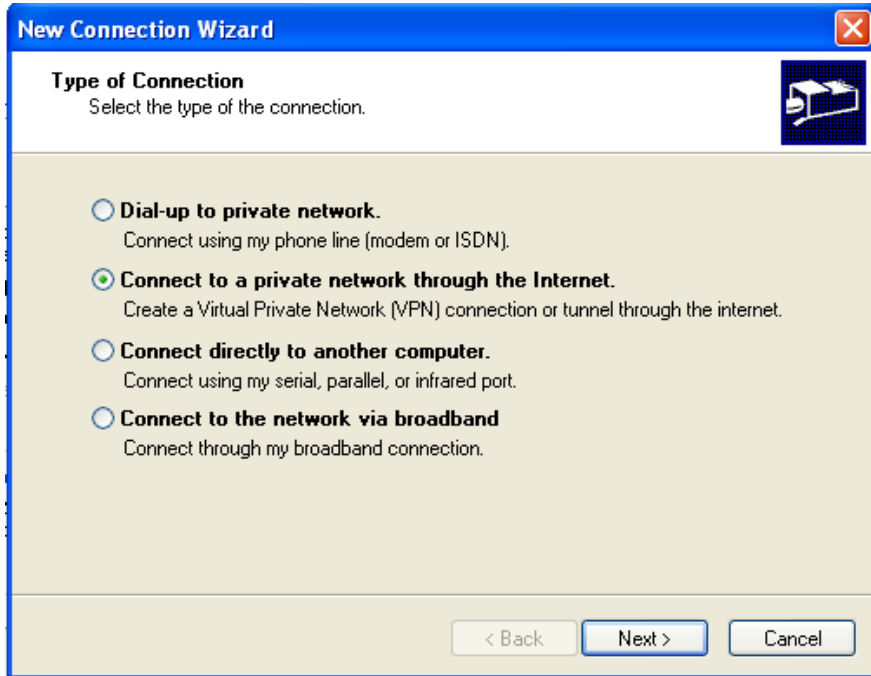 New Connection Wizard
Type of Connection
Select the type of the connection.
Dial-up to private network.
Connect using my phone line (modem or ISDN).
Connect to a private network through the Internet.
Create a Virtual Private Network (VPN) connection or tunnel through the internet.
Connect directly to another computer.
Connect using my serial, parallel, or infrared port.
Connect to the network via broadband
Connect through my broadband connection.
< Back Next > Cancel